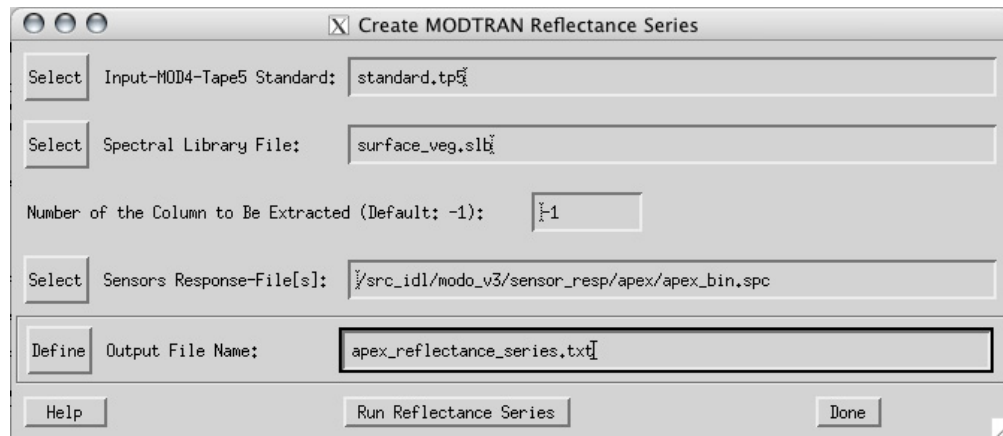 X Create MODTRAN Reflectance Series
Select Input-MOD4-Tape5 Standard: standard.tp5
Select Spectral Library File: surface_veg.slb
Number of the Column to Be Extracted (Default: -1): -1
Select Sensors Response-File[s]: /src_idl/modo_v3/sensor_resp/apex/apex_bin.spc
Define Output File Name: apex_reflectance_series.txt
Help Run Reflectance Series Done